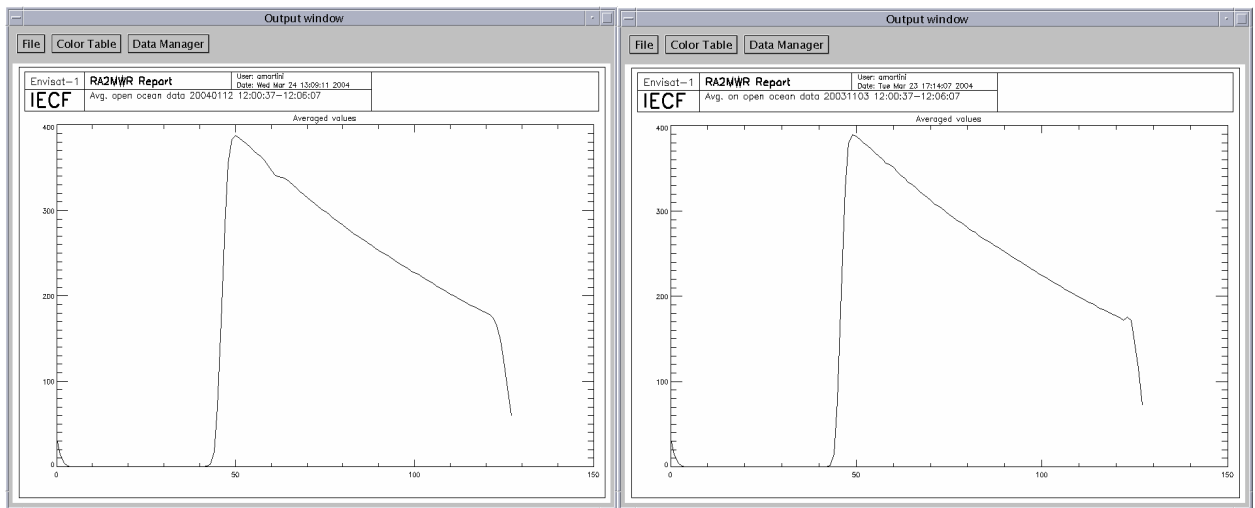 Output window
File Color Table Data Manager
Envisat-1 RA2MWR Report User: amartini
Date: Wed Mar 24 13:09:11 2004
IECF Avg. open ocean data 20040112 12:00:37-12:06:07
Averaged values
400
300
200
100
0
0 50 100 150
Output window
File Color Table Data Manager
Envisat-1 RA2MWR Report User: amartini
Date: Tue Mar 23 17:14:07 2004
IECF Avg. on open ocean data 20031103 12:00:37-12:06:07
Averaged values
400
300
200
100
0
0 50 100 150